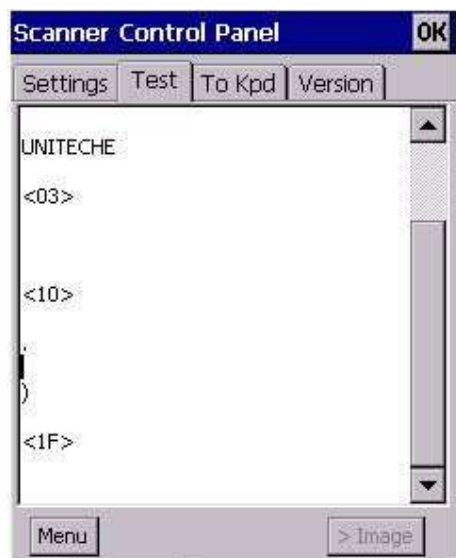 Scanner Control Panel OK
Settings Test To Kpd Version
UNITECHE
<03>
<10>
)
<1F>
Menu > Image